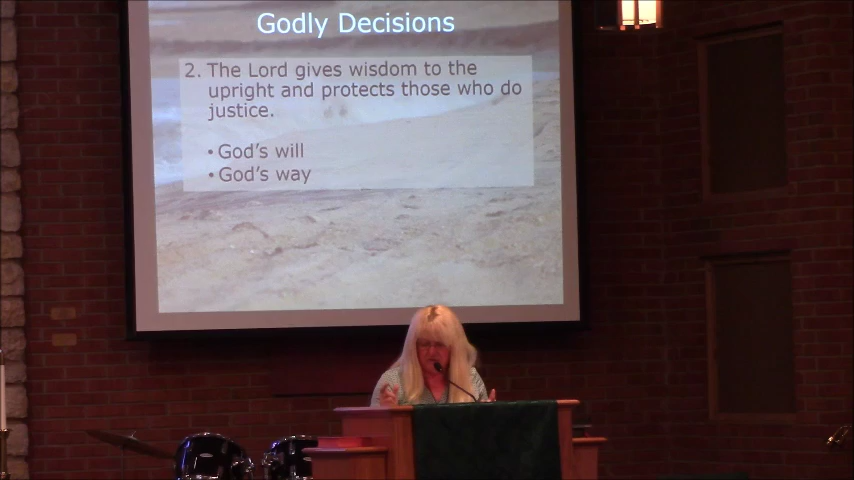 Godly Decisions
2. The Lord gives wisdom to the
upright and protects those who do
justice.
• God's will
• God's way